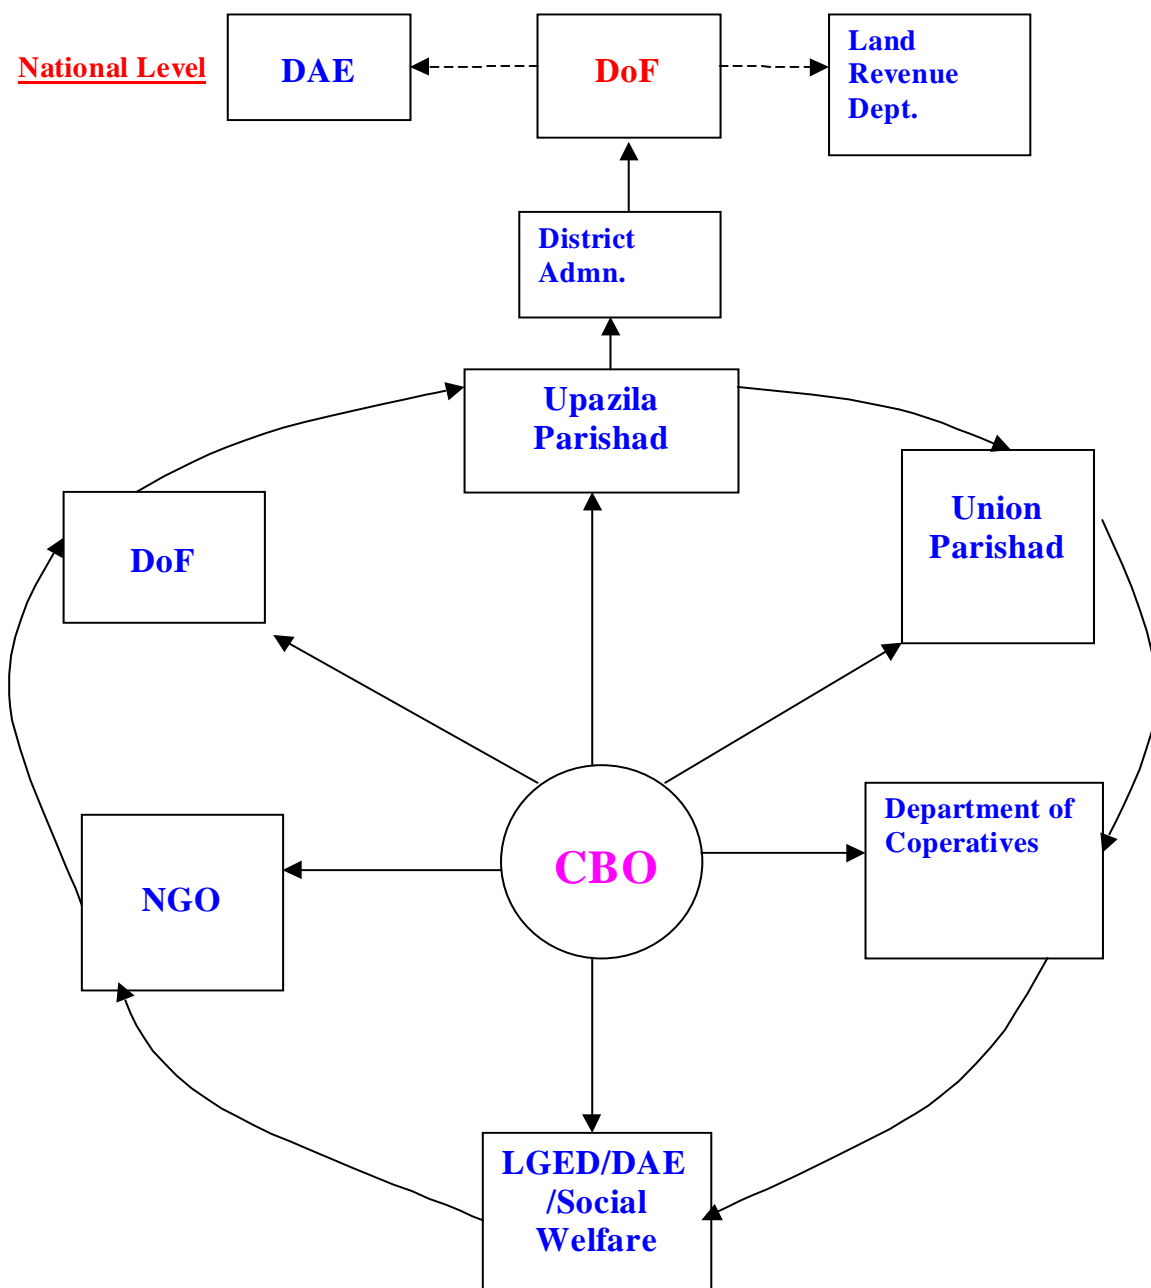 National Level
DAE
DoF
Land
Revenue
Dept.
District
Admn.
Upazila
Parishad
Union
Parishad
DoF
Department of
Coperatives
CBO
NGO
LGED/DAE
/Social
Welfare